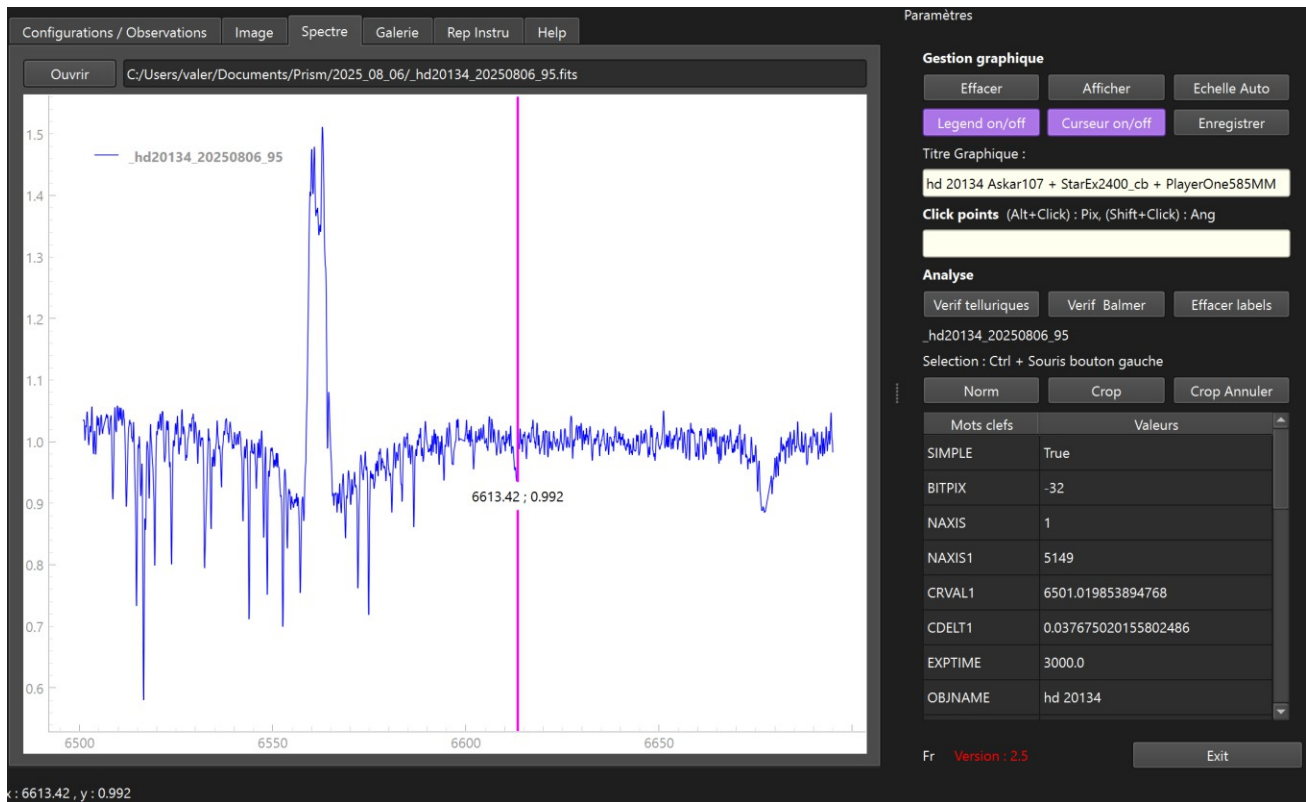 Configurations / Observations Image Spectre Galerie Rep Instru Help
Ouvrir C:/Users/valer/Documents/Prism/2025_08_06/_hd20134_20250806_95.fits
_hd20134_20250806_95
1.5
1.4
1.3
1.2
1.1
1.0
0.9
0.8
0.7
0.6
6613.42 ; 0.992
6500 6550 6600 6650
x : 6613.42 , y : 0.992
Paramètres
Gestion graphique
Effacer Afficher Echelle Auto
Legend on/off Curseur on/off Enregistrer
Titre Graphique :
hd 20134 Askar107 + StarEx2400_cb + PlayerOne585MM
Click points (Alt+Click) : Pix, (Shift+Click) : Ang
Analyse
Verif telluriques Verif Balmer Effacer labels
_hd20134_20250806_95
Selection : Ctrl + Souris bouton gauche
Norm Crop Crop Annuler
Mots clefs Valeurs
SIMPLE True
BITPIX -32
NAXIS 1
NAXIS1 5149
CRVAL1 6501.019853894768
CDELT1 0.037675020155802486
EXPTIME 3000.0
OBJNAME hd 20134
Fr Version : 2.5 Exit